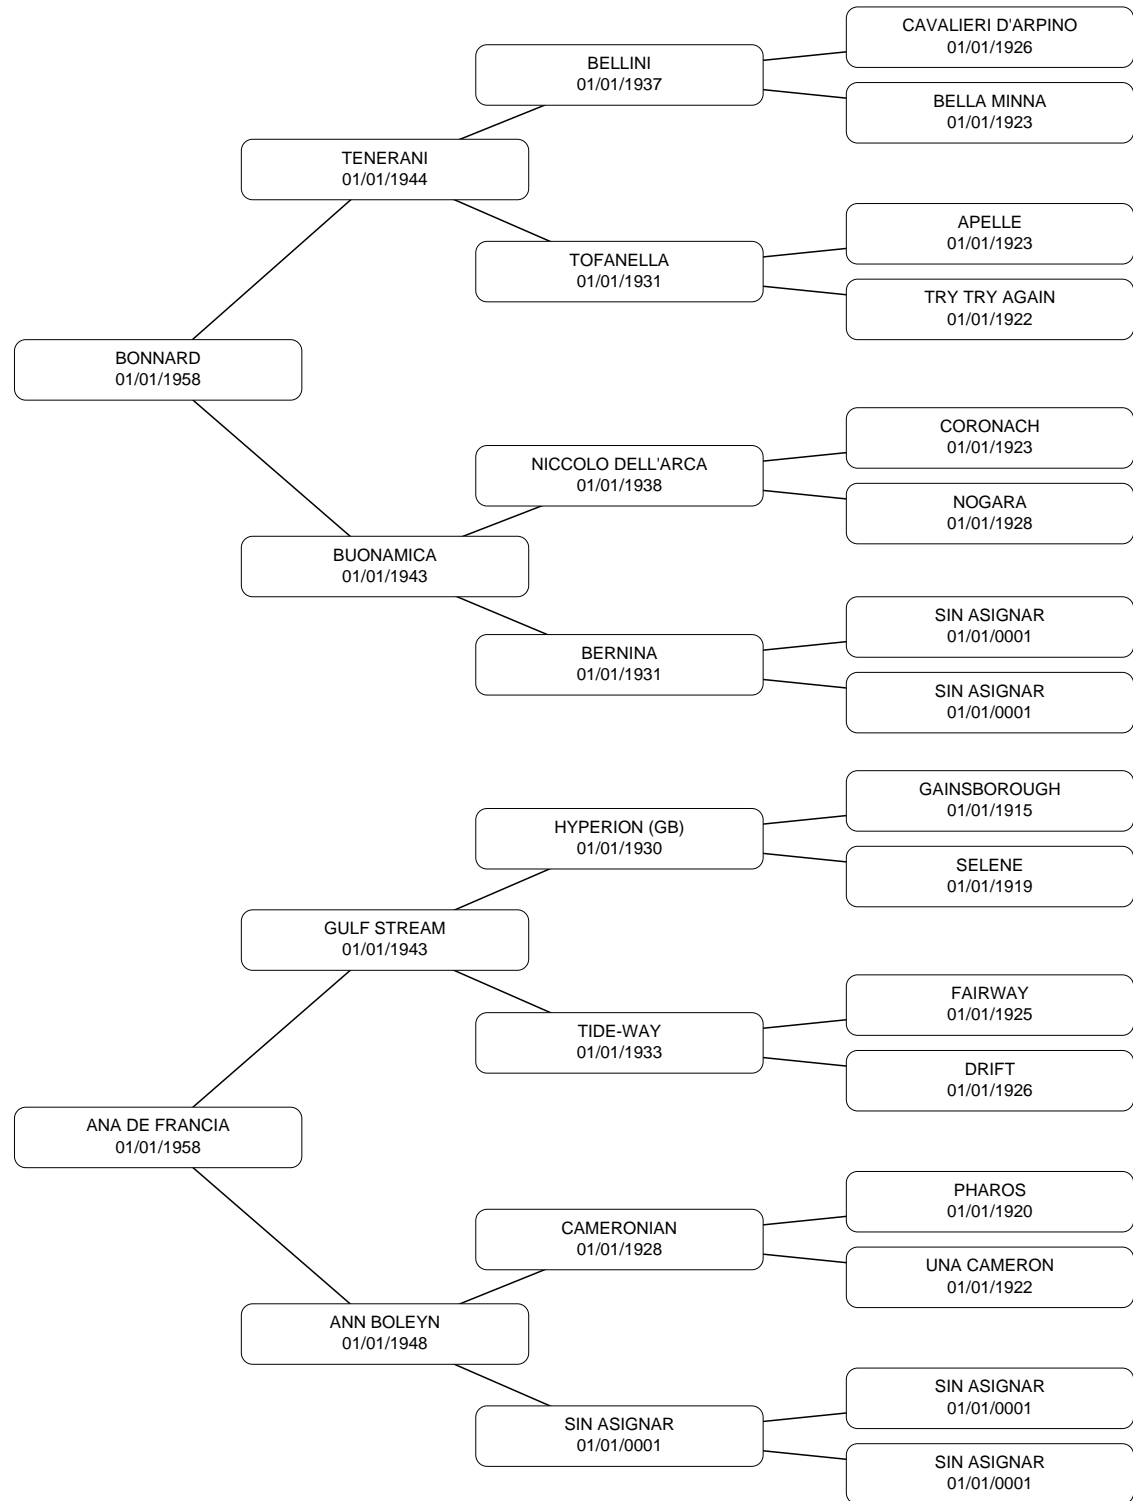 CAVALIERI D'ARPINO
01/01/1926
BELLINI
01/01/1937
BELLA MINNA
01/01/1923
TENERANI
01/01/1944
APELLE
01/01/1923
TOFANELLA
01/01/1931
TRY TRY AGAIN
01/01/1922
BONNARD
01/01/1958
CORONACH
01/01/1923
NICCOLO DELL'ARCA
01/01/1938
NOGARA
01/01/1928
BUONAMICA
01/01/1943
SIN ASIGNAR
01/01/0001
BERNINA
01/01/1931
SIN ASIGNAR
01/01/0001
GAINSBOROUGH
01/01/1915
HYPERION (GB)
01/01/1930
SELENE
01/01/1919
GULF STREAM
01/01/1943
FAIRWAY
01/01/1925
TIDE-WAY
01/01/1933
DRIFT
01/01/1926
ANA DE FRANCIA
01/01/1958
PHAROS
01/01/1920
CAMERONIAN
01/01/1928
UNA CAMERON
01/01/1922
ANN BOLEYN
01/01/1948
SIN ASIGNAR
01/01/0001
SIN ASIGNAR
01/01/0001
SIN ASIGNAR
01/01/0001